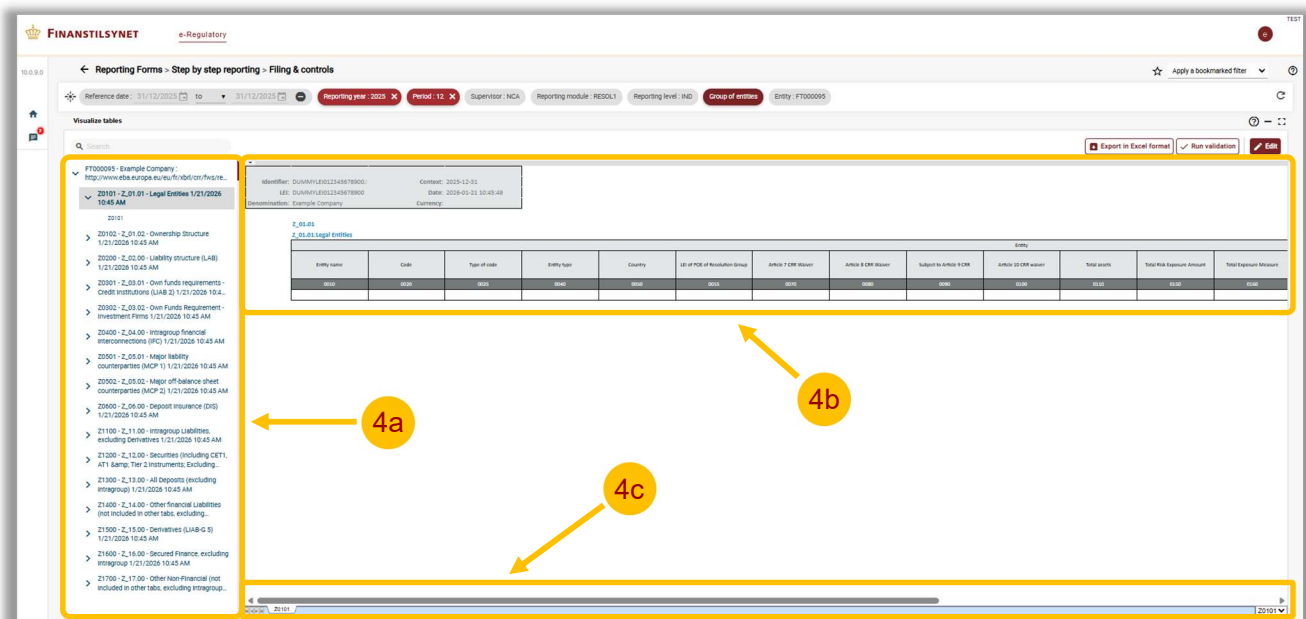 TEST
FINANSTILSYNET
e-Regulatory
e
10.0.9.0
← Reporting Forms > Step by step reporting > Filing & controls
Apply a bookmarked filter
Reference date : 31/12/2025 to 31/12/2025
Reporting year : 2025 X
Period : 12 X
Supervisor : NCA
Reporting module : RESOL1
Reporting level : IND
Group of entities
Entity : FT000095
Visualize tables
Search
Export in Excel format
Run validation
Edit
FT000095 - Example Company :
http://www.eba.europa.eu/eu/fr/xbrl/crr/fws/re...
Z0101 - Z_01.01 - Legal Entities 1/21/2026
10:45 AM
Z0101
Z0102 - Z_01.02 - Ownership Structure
1/21/2026 10:45 AM
Z0200 - Z_02.00 - Liability structure (LAB)
1/21/2026 10:45 AM
Z0301 - Z_03.01 - Own funds requirements -
Credit Institutions (LIAB 2) 1/21/2026 10:4...
Z0302 - Z_03.02 - Own Funds Requirement -
Investment Firms 1/21/2026 10:45 AM
Z0400 - Z_04.00 - Intragroup financial
interconnections (IFC) 1/21/2026 10:45 AM
Z0501 - Z_05.01 - Major liability
counterparties (MCP 1) 1/21/2026 10:45 AM
Z0502 - Z_05.02 - Major off-balance sheet
counterparties (MCP 2) 1/21/2026 10:45 AM
Z0600 - Z_06.00 - Deposit Insurance (DIS)
1/21/2026 10:45 AM
Z1100 - Z_11.00 - Intragroup Liabilities,
excluding Derivatives 1/21/2026 10:45 AM
Z1200 - Z_12.00 - Securities (Including CET1,
AT1 &amp; Tier 2 Instruments; Excluding...
Z1300 - Z_13.00 - All Deposits (excluding
Intragroup) 1/21/2026 10:45 AM
Z1400 - Z_14.00 - Other financial Liabilities
(not included in other tabs, excluding...
Z1500 - Z_15.00 - Derivatives (LIAB-G 5)
1/21/2026 10:45 AM
Z1600 - Z_16.00 - Secured Finance, excluding
Intragroup 1/21/2026 10:45 AM
Z1700 - Z_17.00 - Other Non-Financial (not
Included in other tabs, excluding Intragroup...
Identifier: DUMMYLEI012345678900.: Context: 2025-12-31
LEI: DUMMYLEI012345678900 Date: 2026-01-21 10:45:49
Denomination: Example Company Currency:
Z_01.01
Z_01.01 Legal Entities
Entity
Entity name Code Type of code Entity type Country LEI of POE of Resolution Group Article 7 CRR Waiver Article 8 CRR Waiver Subject to Article 9 CRR Article 10 CRR waiver Total assets Total Risk Exposure Amount Total Exposure Measure
0010 0020 0025 0040 0050 0055 0070 0080 0090 0100 0110 0150 0160
4a
4b
4c
Z0101
Z0101